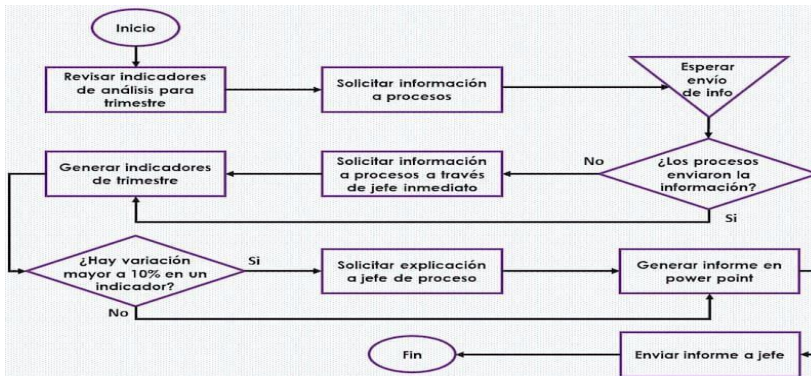 Inicio
Revisar indicadores
de análisis para
trimestre
Solicitar información
a procesos
Esperar
envío
de info
Generar indicadores
de trimestre
Solicitar información
a procesos a través
de jefe inmediato
No
¿Los procesos
enviaron la
información?
Si
¿Hay variación
mayor a 10% en un
indicador?
Si
No
Solicitar explicación
a jefe de proceso
Generar informe en
power point
Fin
Enviar informe a jefe